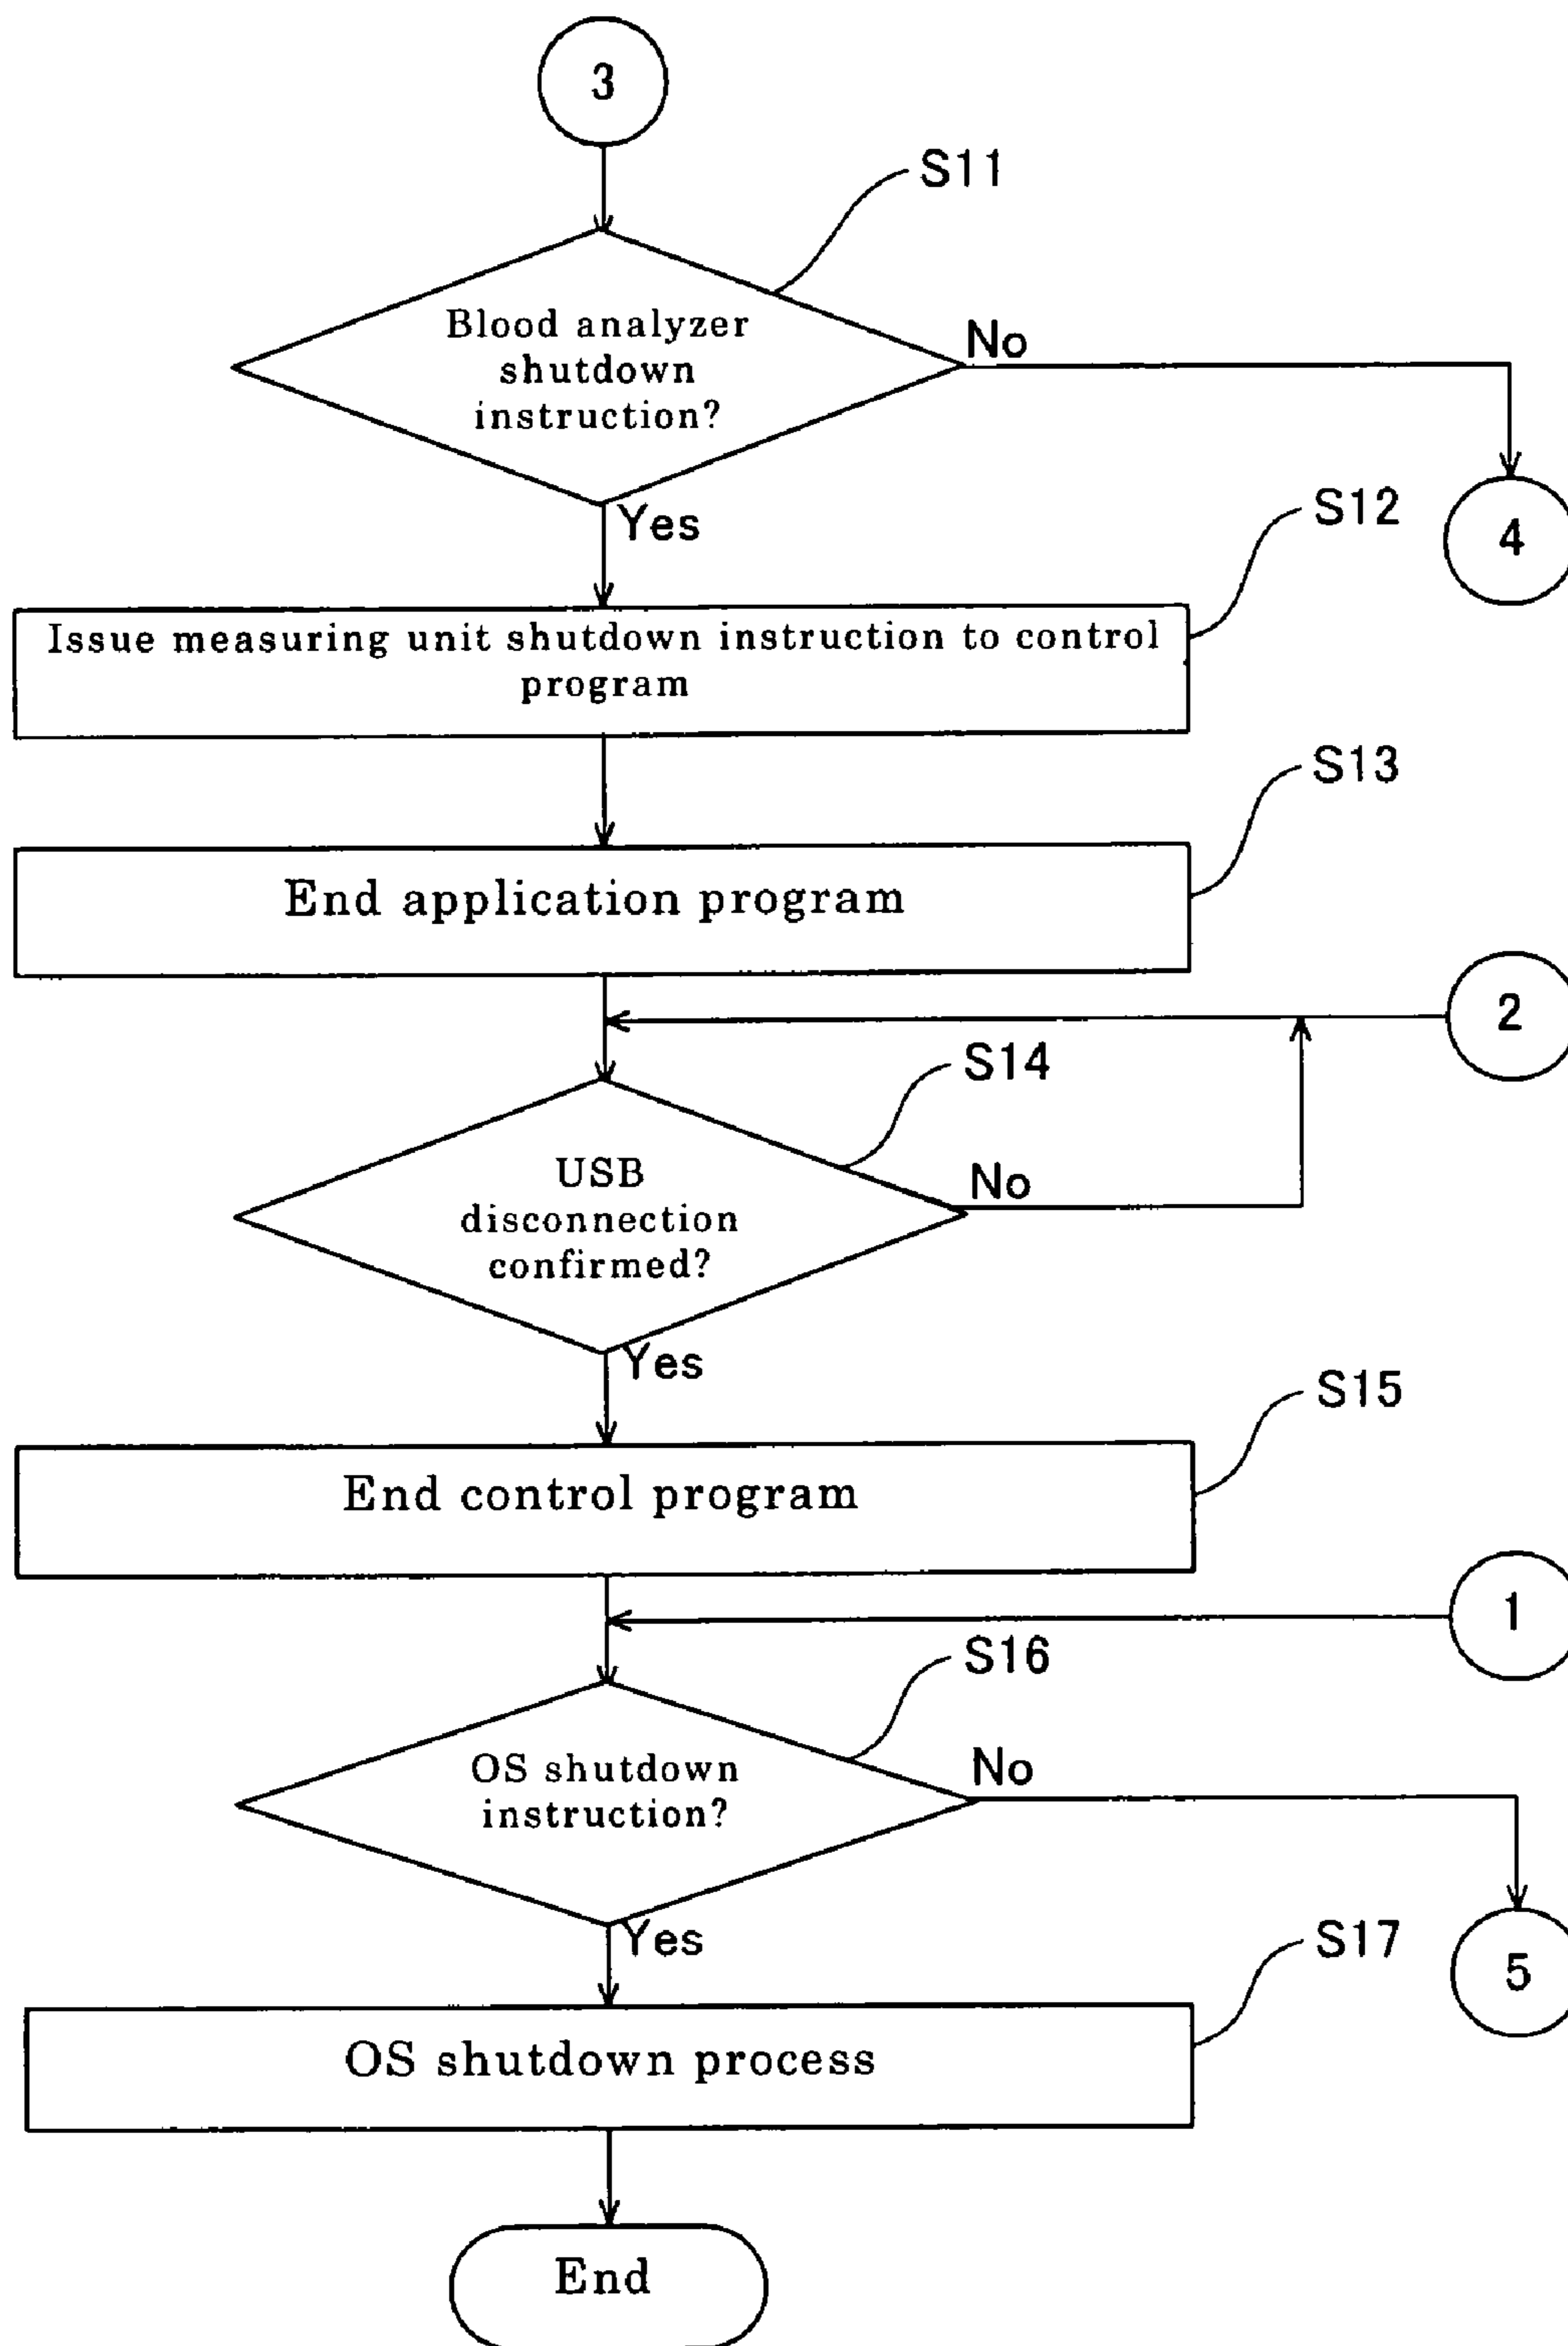 3
S11
Blood analyzer
shutdown
instruction?
No
Yes
4
S12
Issue measuring unit shutdown instruction to control
program
S13
End application program
2
S14
USB
disconnection
confirmed?
No
Yes
S15
End control program
1
S16
OS shutdown
instruction?
No
Yes
5
S17
OS shutdown process
End